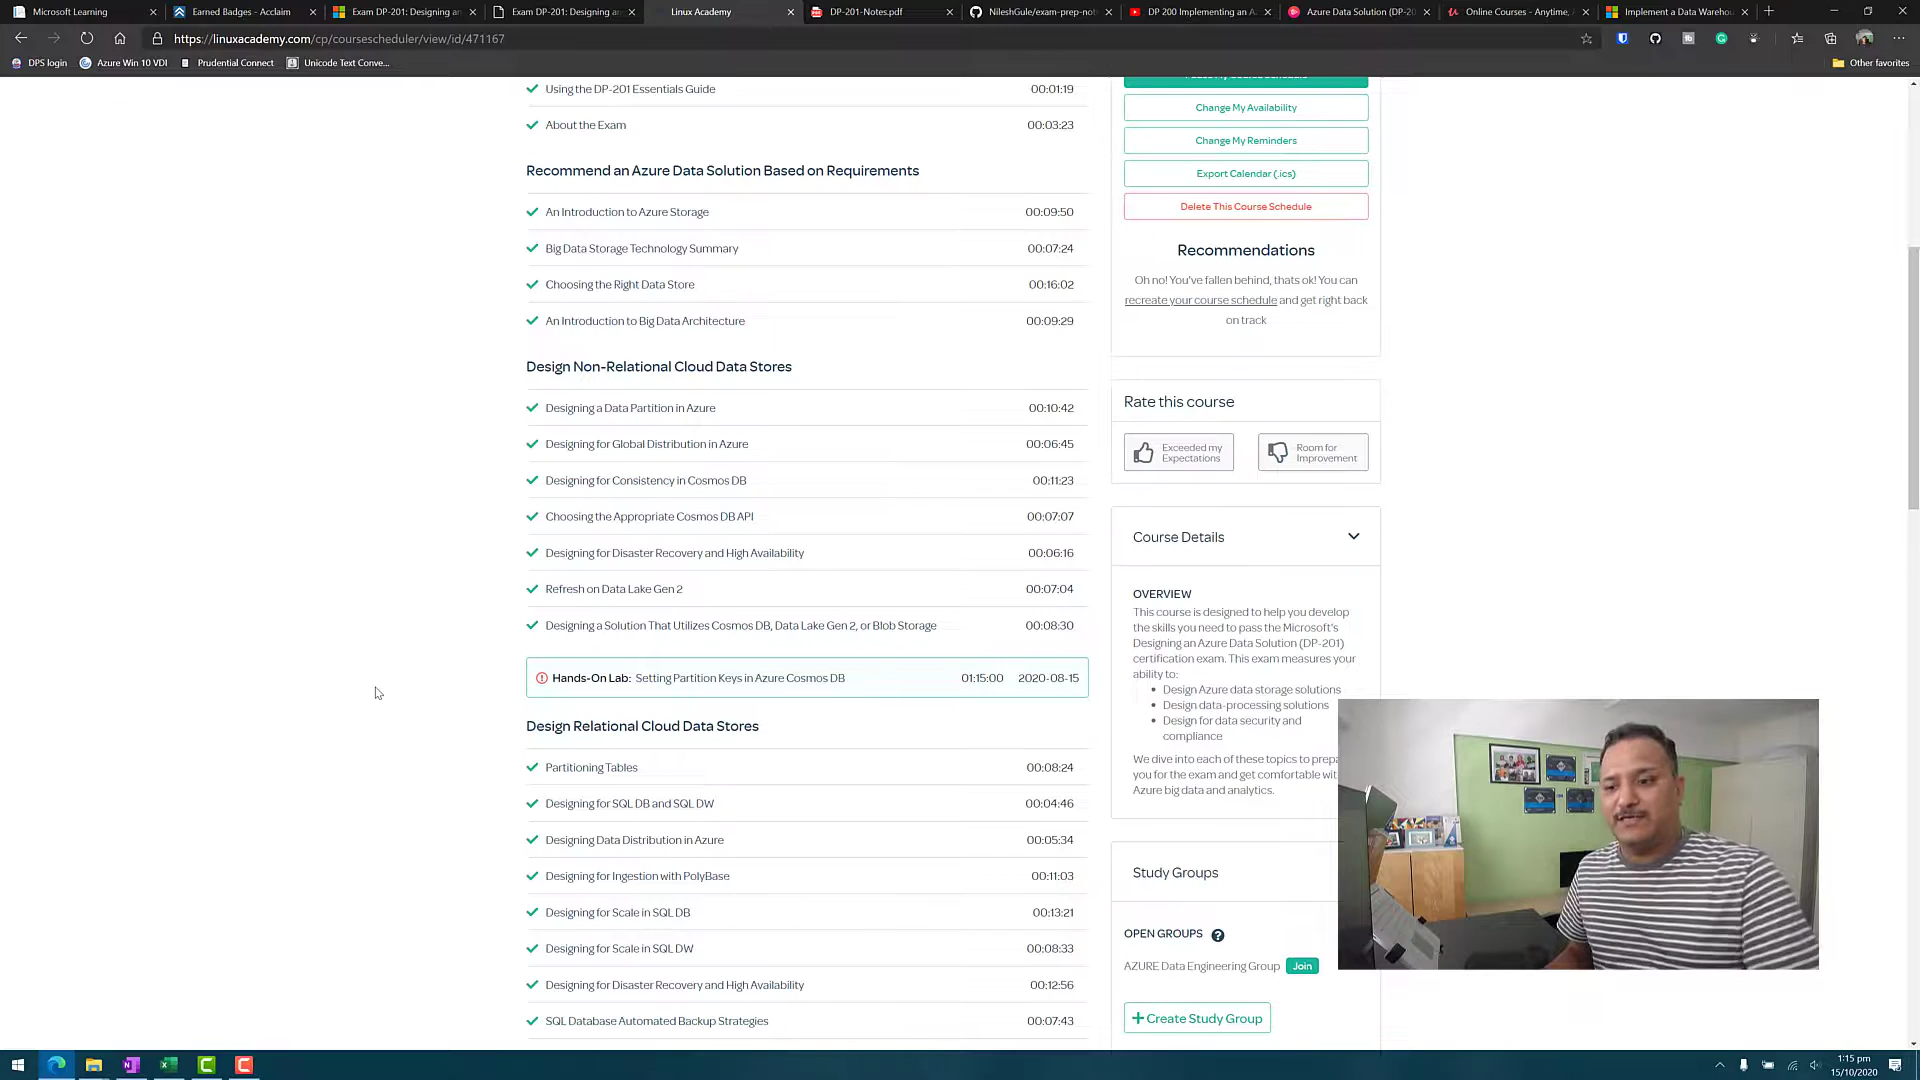 Microsoft Learning
Earned Badges - Acclaim
Exam DP-201: Designing an
Exam DP-201: Designing an
Linux Academy
DP-201-Notes.pdf
NileshGule/exam-prep-not
DP 200 Implementing an A
Azure Data Solution (DP-20
Online Courses - Anytime, A
Implement a Data Warehou
https://linuxacademy.com/cp/coursescheduler/view/id/471167
DPS login
Azure Win 10 VDI
Prudential Connect
Unicode Text Conve...
Other favorites
Using the DP-201 Essentials Guide 00:01:19
About the Exam 00:03:23
Recommend an Azure Data Solution Based on Requirements
An Introduction to Azure Storage 00:09:50
Big Data Storage Technology Summary 00:07:24
Choosing the Right Data Store 00:16:02
An Introduction to Big Data Architecture 00:09:29
Design Non-Relational Cloud Data Stores
Designing a Data Partition in Azure 00:10:42
Designing for Global Distribution in Azure 00:06:45
Designing for Consistency in Cosmos DB 00:11:23
Choosing the Appropriate Cosmos DB API 00:07:07
Designing for Disaster Recovery and High Availability 00:06:16
Refresh on Data Lake Gen 2 00:07:04
Designing a Solution That Utilizes Cosmos DB, Data Lake Gen 2, or Blob Storage 00:08:30
Hands-On Lab: Setting Partition Keys in Azure Cosmos DB 01:15:00 2020-08-15
Design Relational Cloud Data Stores
Partitioning Tables 00:08:24
Designing for SQL DB and SQL DW 00:04:46
Designing Data Distribution in Azure 00:05:34
Designing for Ingestion with PolyBase 00:11:03
Designing for Scale in SQL DB 00:13:21
Designing for Scale in SQL DW 00:08:33
Designing for Disaster Recovery and High Availability 00:12:56
SQL Database Automated Backup Strategies 00:07:43
Change My Availability
Change My Reminders
Export Calendar (.ics)
Delete This Course Schedule
Recommendations
Oh no! You've fallen behind, thats ok! You can
recreate your course schedule and get right back
on track
Rate this course
Exceeded my
Expectations
Room for
Improvement
Course Details
OVERVIEW
This course is designed to help you develop
the skills you need to pass the Microsoft's
Designing an Azure Data Solution (DP-201)
certification exam. This exam measures your
ability to:
• Design Azure data storage solutions
• Design data-processing solutions
• Design for data security and
compliance
We dive into each of these topics to prepa
you for the exam and get comfortable wit
Azure big data and analytics.
Study Groups
OPEN GROUPS ?
AZURE Data Engineering Group Join
+ Create Study Group
1:15 pm
15/10/2020